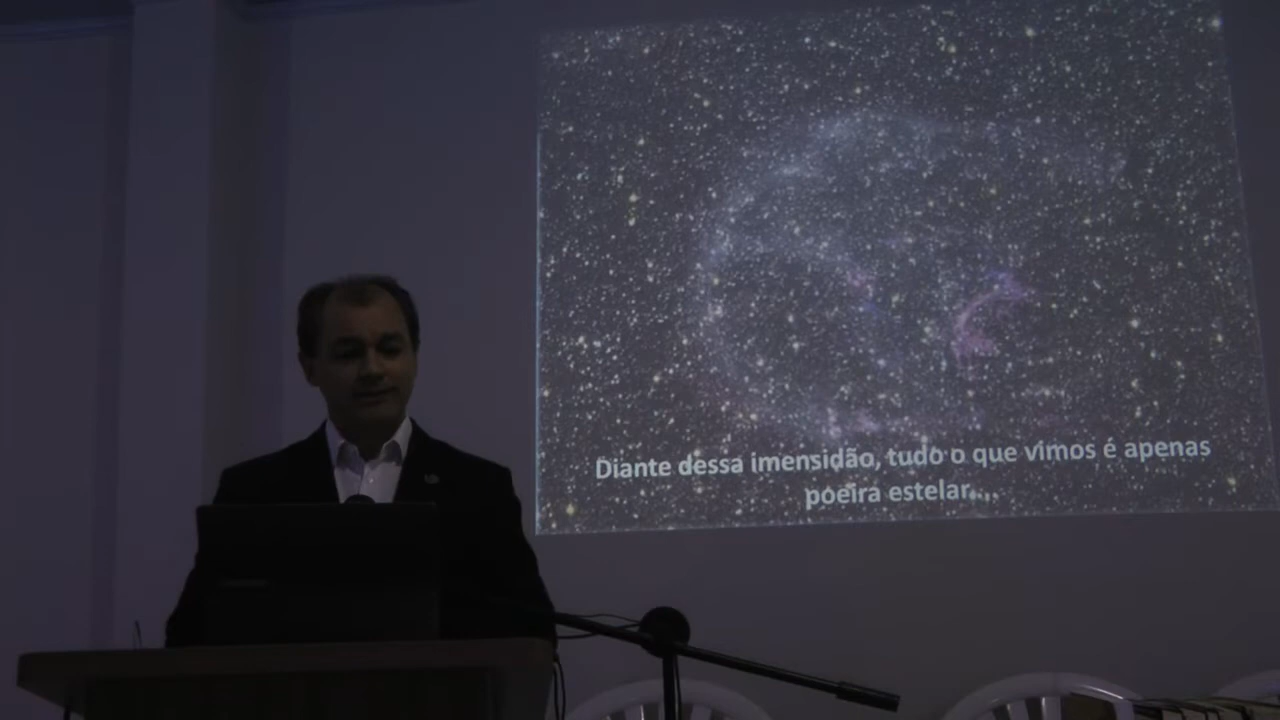 Diante dessa imensidão, tudo o que vimos é apenas
poeira estelar....